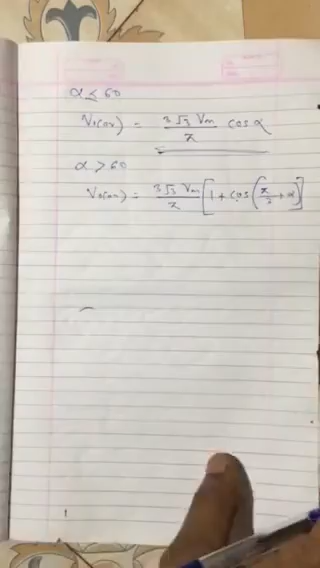 α ≤ 60
V₀(av) = 3√3 Vm / π cos α
α > 60
V₀(av) = 3√3 Vm / π [1 + cos(π/3 + α)]